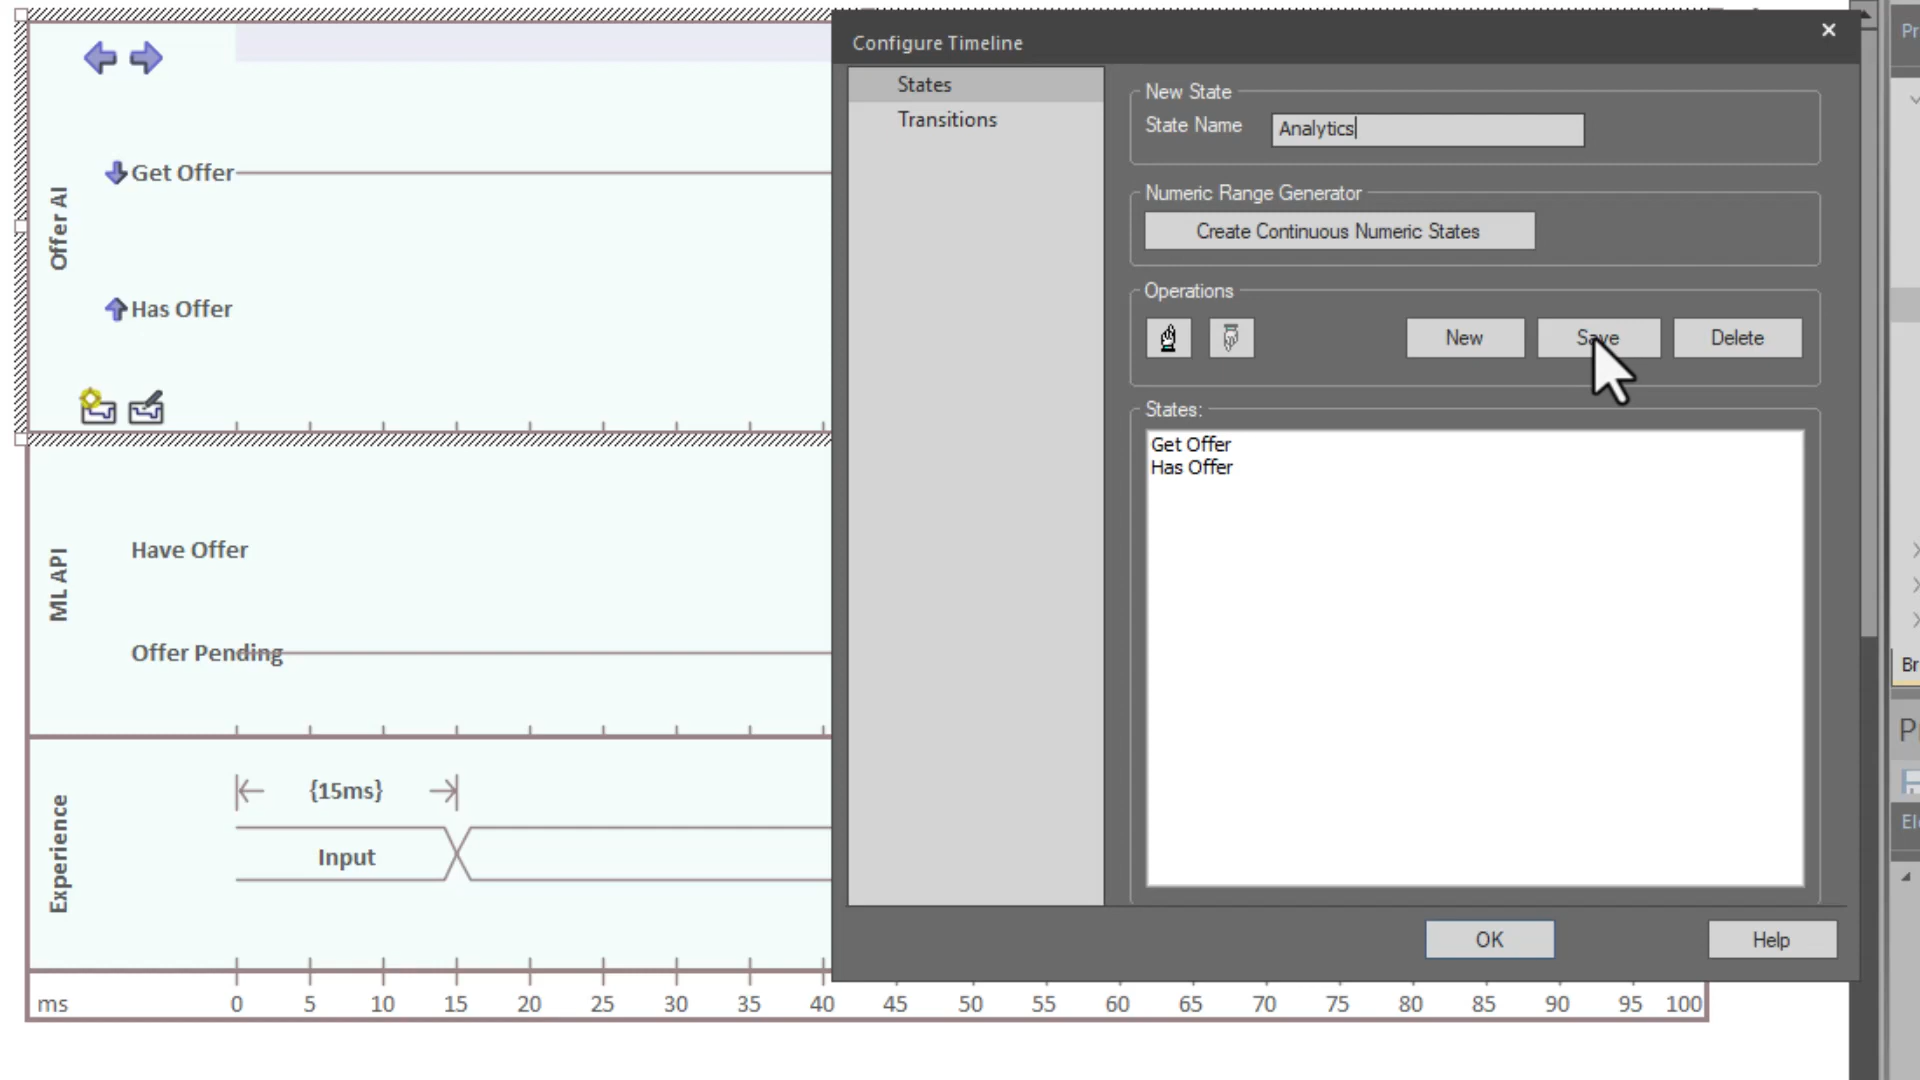 Configure Timeline
States
Transitions
New State
State Name
Analytics
Numeric Range Generator
Create Continuous Numeric States
Operations
New
Save
Delete
States:
Get Offer
Has Offer
OK
Help
Offer AI
Get Offer
Has Offer
ML API
Have Offer
Offer Pending
Experience
{15ms}
Input
ms 0 5 10 15 20 25 30 35 40 45 50 55 60 65 70 75 80 85 90 95 100
Pr
Br